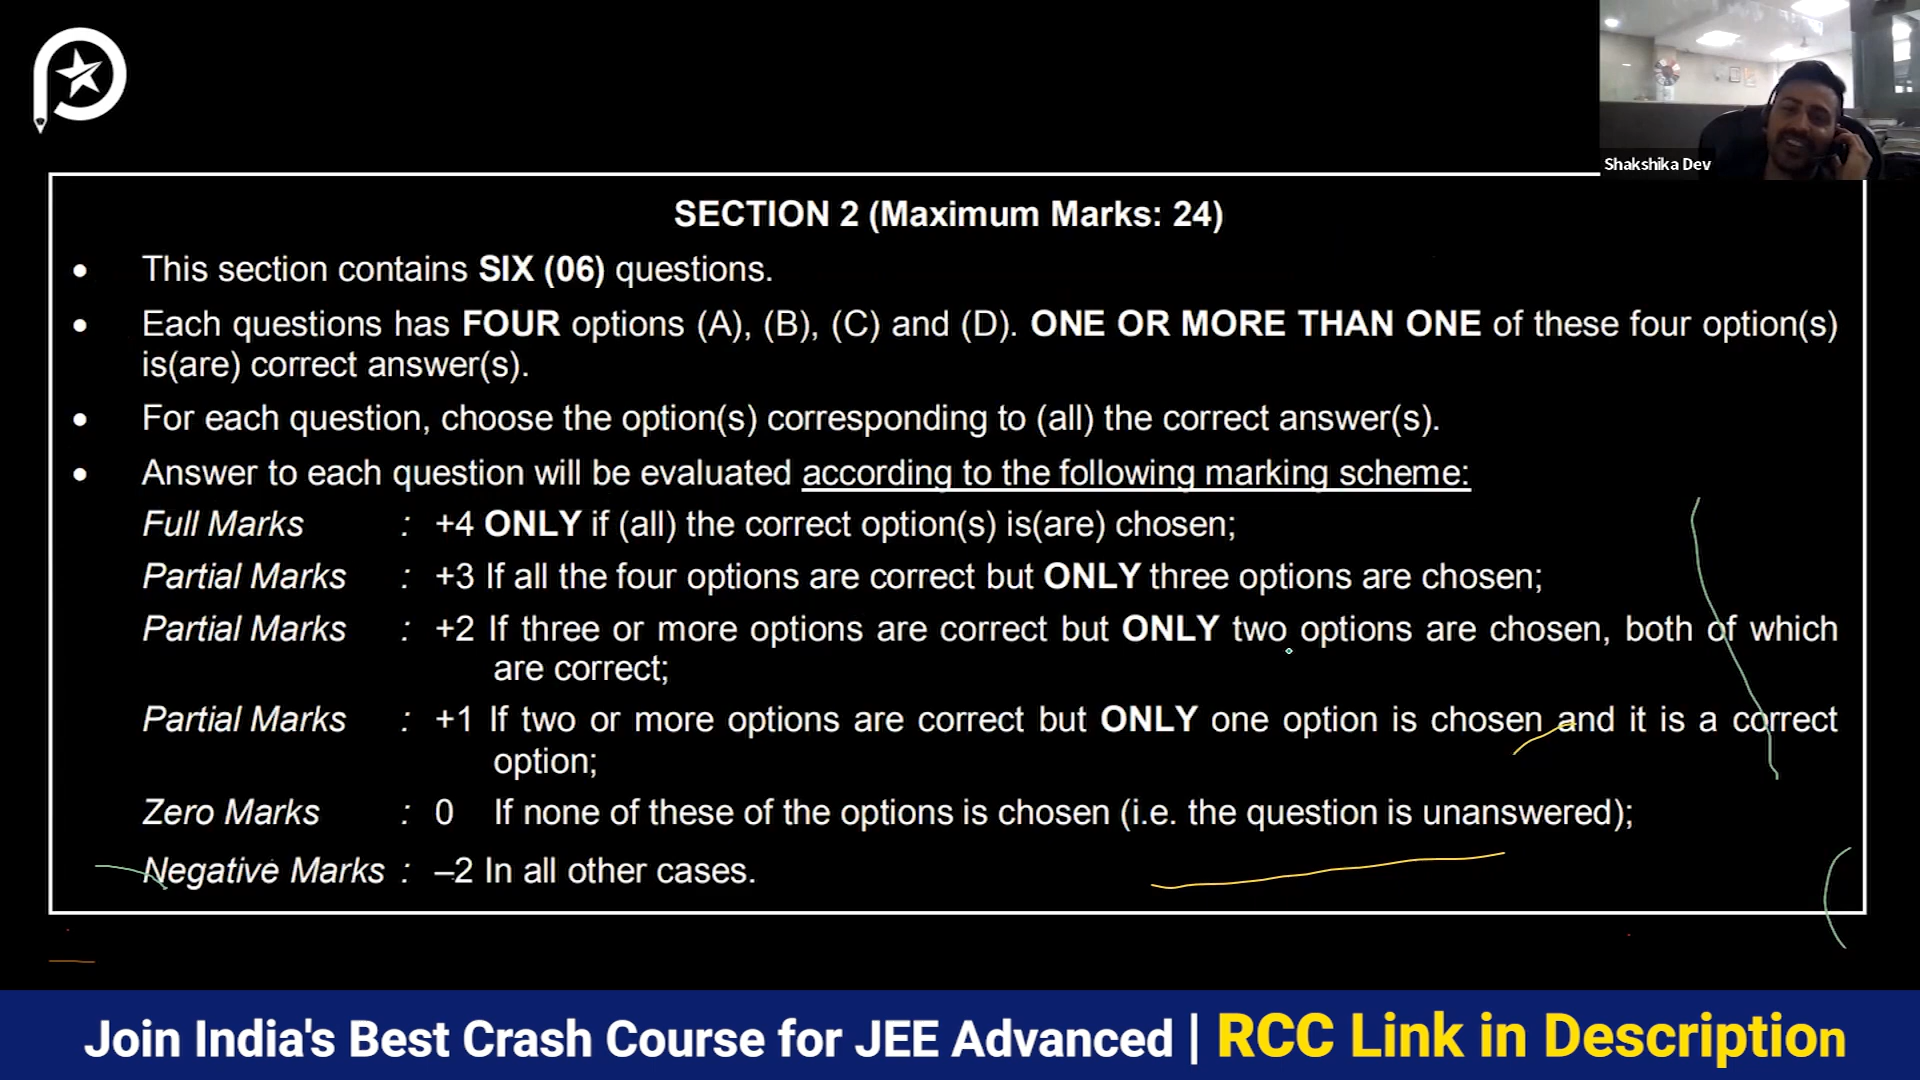 Shakshika Dev
SECTION 2 (Maximum Marks: 24)
• This section contains SIX (06) questions.
• Each questions has FOUR options (A), (B), (C) and (D). ONE OR MORE THAN ONE of these four option(s)
is(are) correct answer(s).
• For each question, choose the option(s) corresponding to (all) the correct answer(s).
• Answer to each question will be evaluated according to the following marking scheme:
Full Marks : +4 ONLY if (all) the correct option(s) is(are) chosen;
Partial Marks : +3 If all the four options are correct but ONLY three options are chosen;
Partial Marks : +2 If three or more options are correct but ONLY two options are chosen, both of which
are correct;
Partial Marks : +1 If two or more options are correct but ONLY one option is chosen and it is a correct
option;
Zero Marks : 0 If none of these of the options is chosen (i.e. the question is unanswered);
Negative Marks : –2 In all other cases.
Join India's Best Crash Course for JEE Advanced | RCC Link in Description